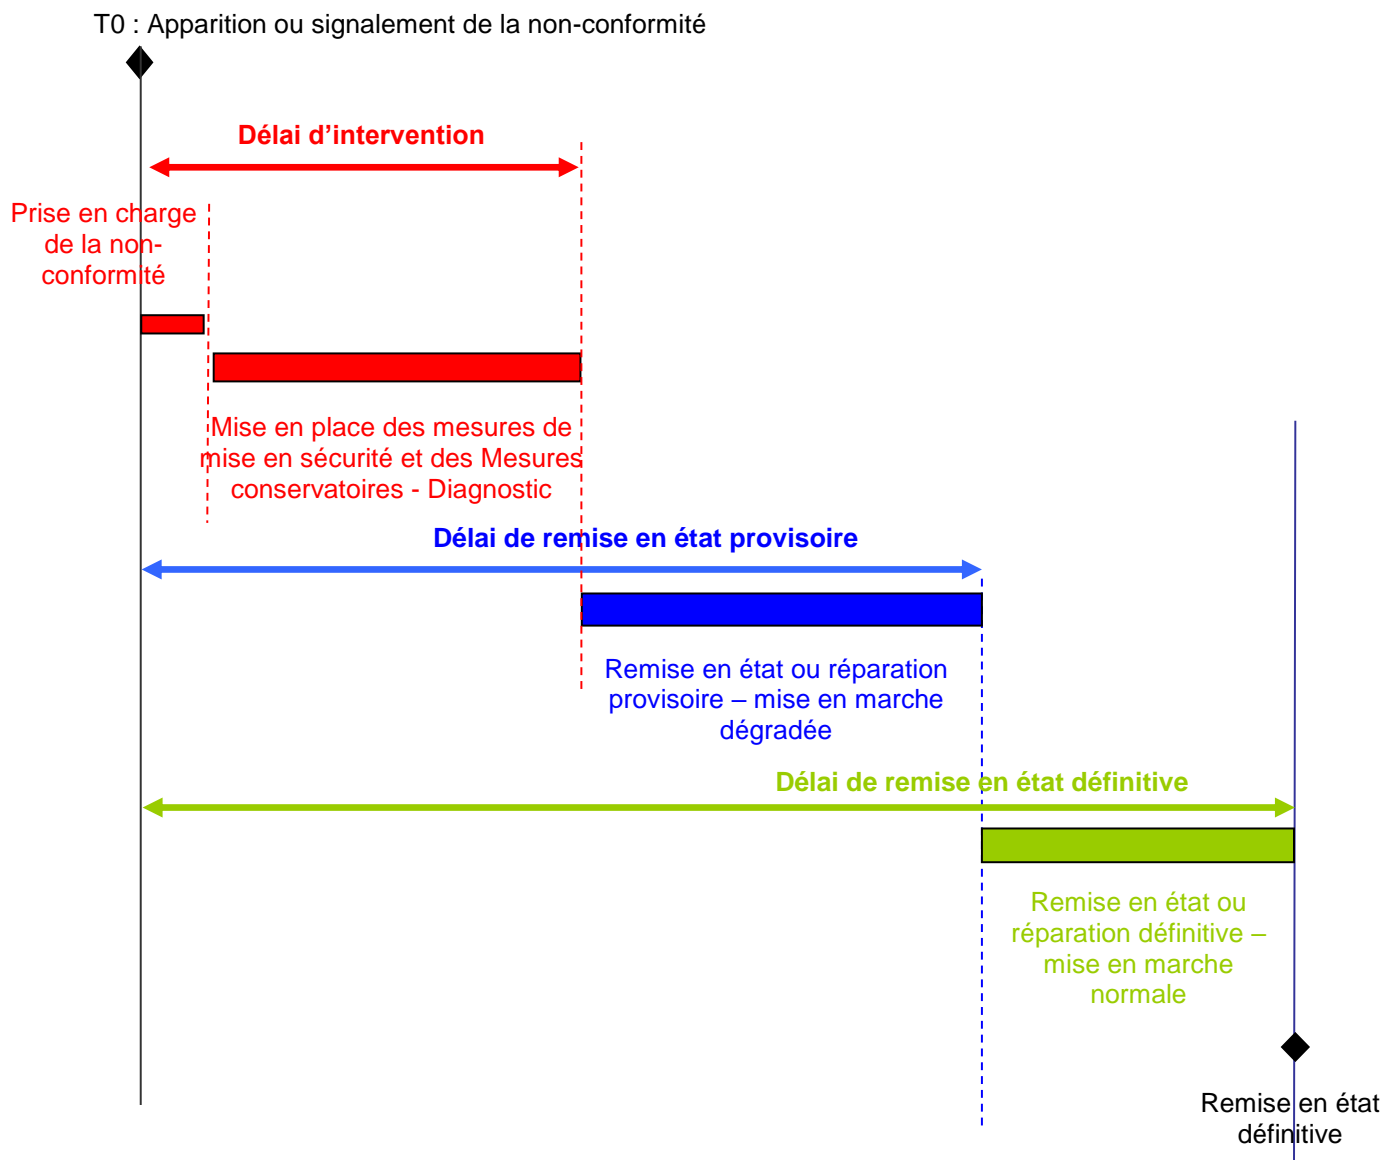 T0 : Apparition ou signalement de la non-conformité
Délai d’intervention
Prise en charge
de la non-
conformité
Mise en place des mesures de
mise en sécurité et des Mesures
conservatoires - Diagnostic
Délai de remise en état provisoire
Remise en état ou réparation
provisoire – mise en marche
dégradée
Délai de remise en état définitive
Remise en état ou
réparation définitive –
mise en marche
normale
Remise en état
définitive